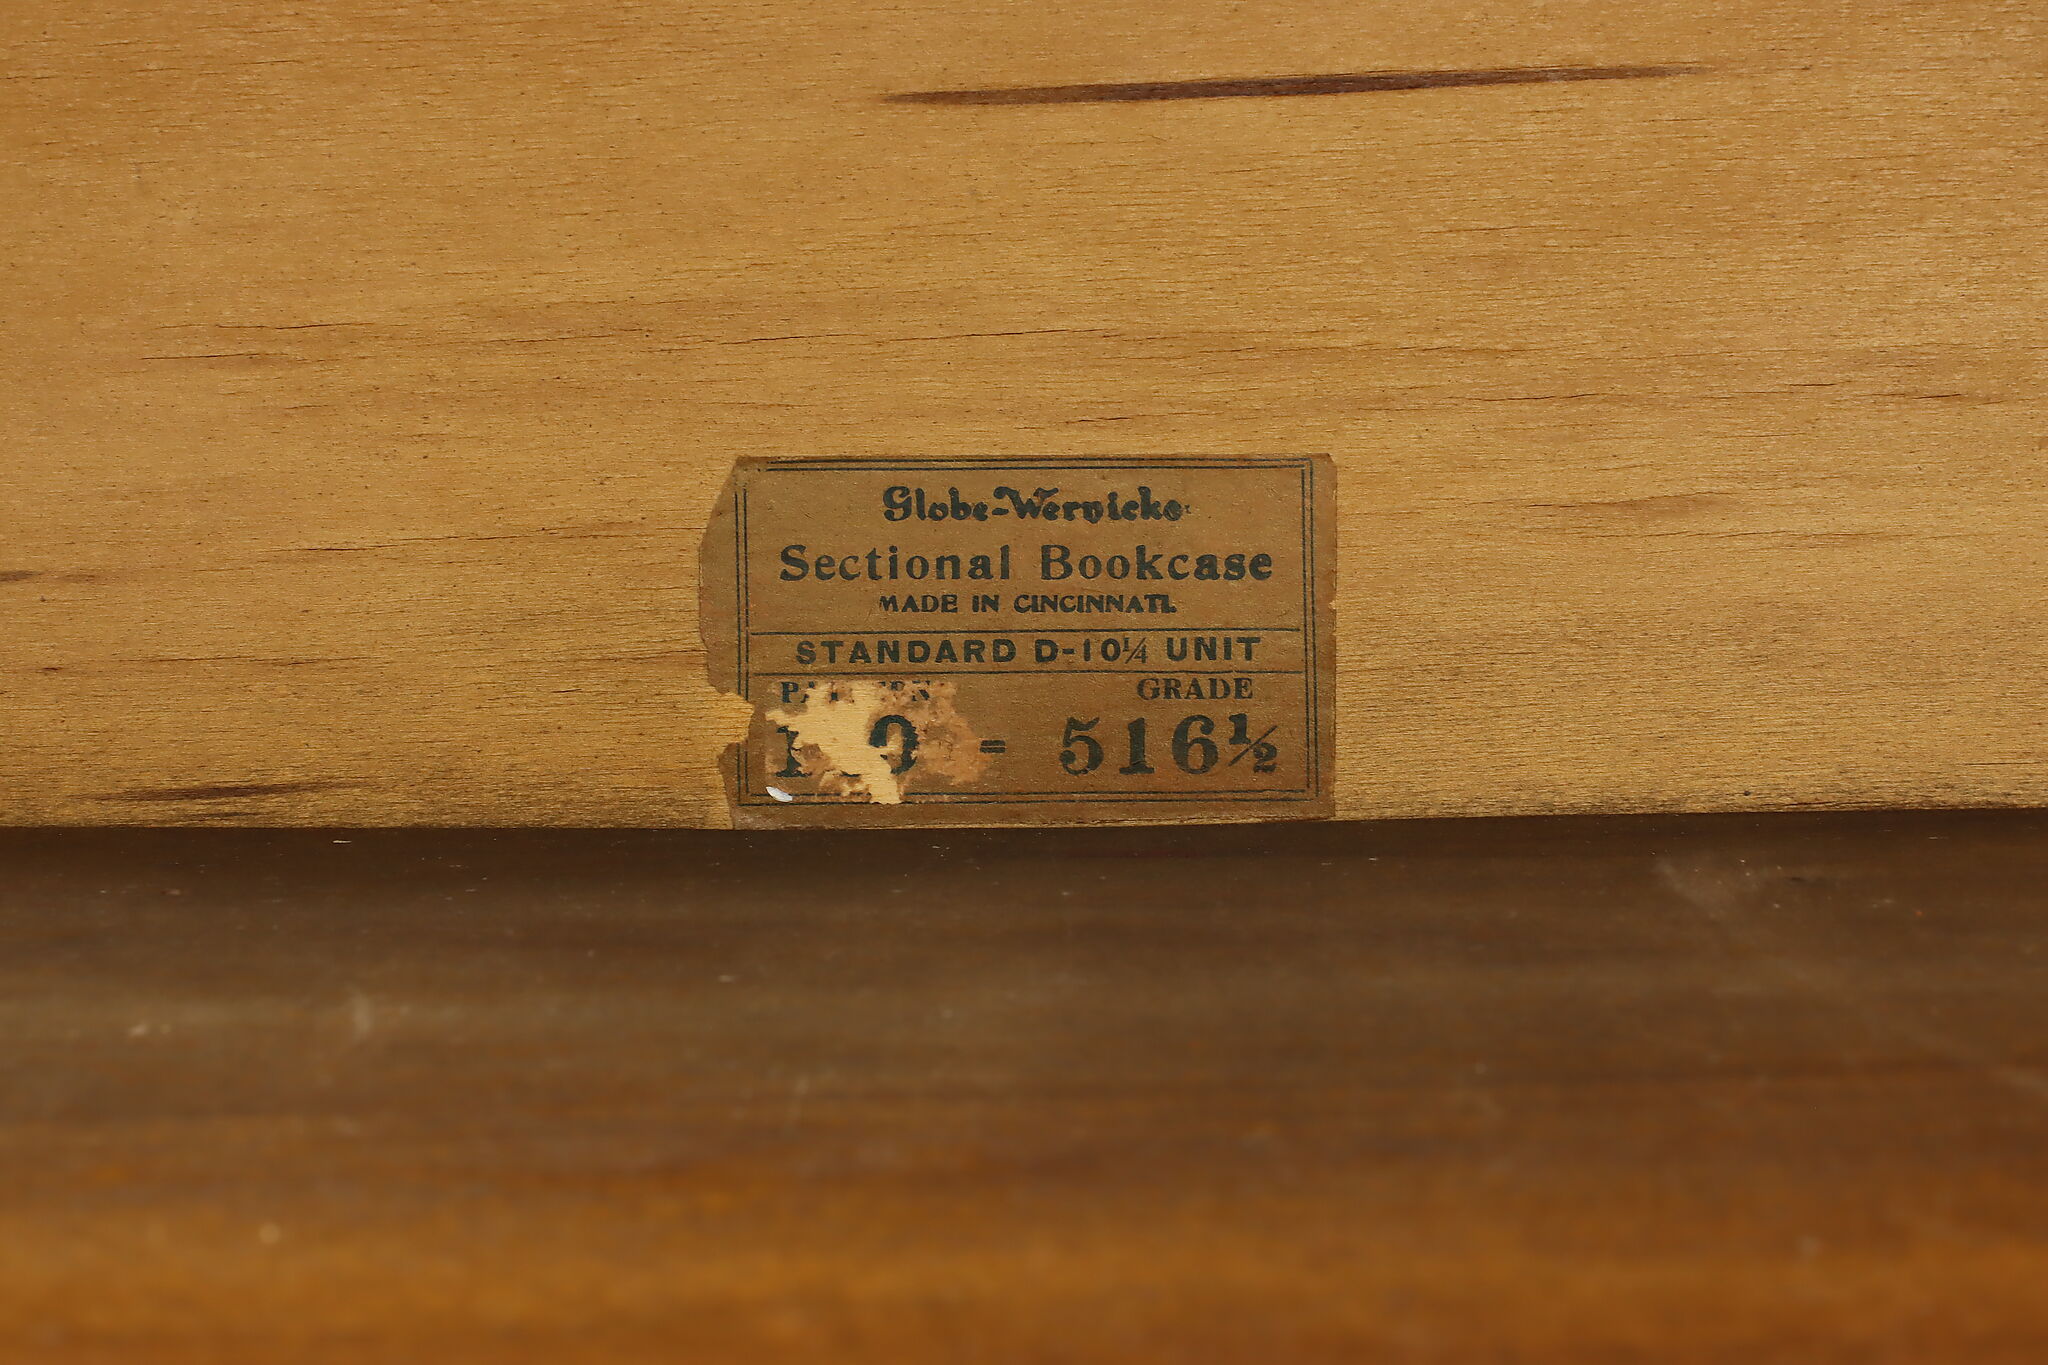 Globe-Wernicke
Sectional Bookcase
MADE IN CINCINNATI.
STANDARD D-10¼ UNIT
GRADE
= 516½